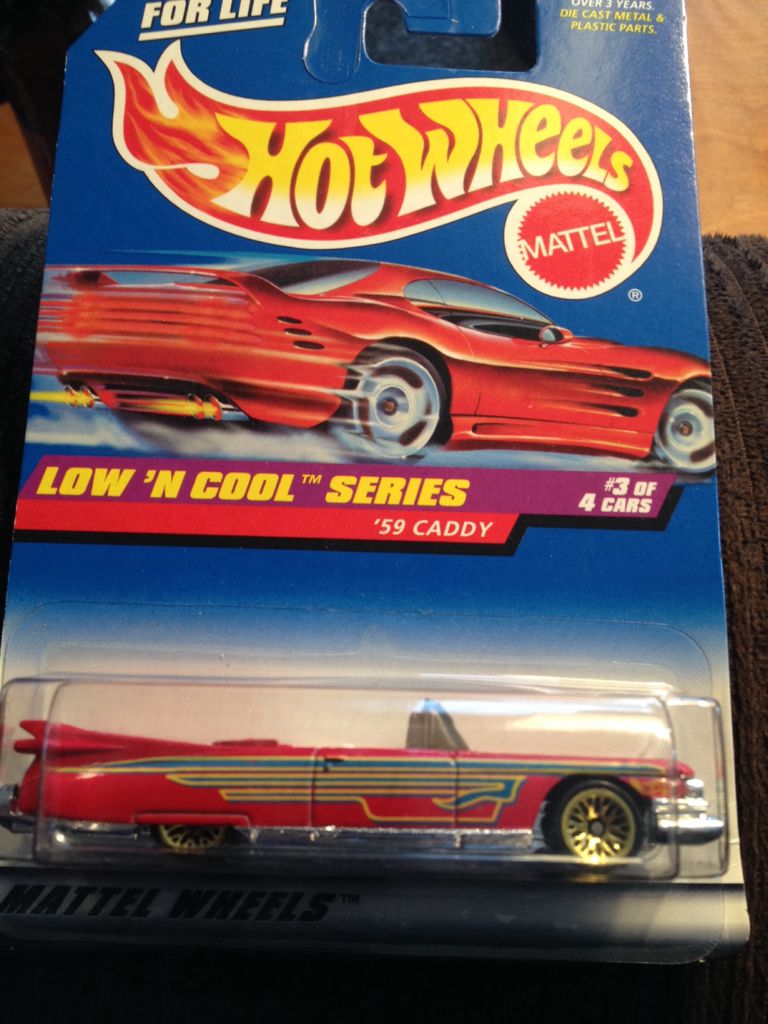 FOR LIFE
OVER 3 YEARS.
DIE CAST METAL &
PLASTIC PARTS.
HOT WHEELS
MATTEL
®
LOW 'N COOL™ SERIES
#3 OF
4 CARS
'59 CADDY
MATTEL WHEELS™